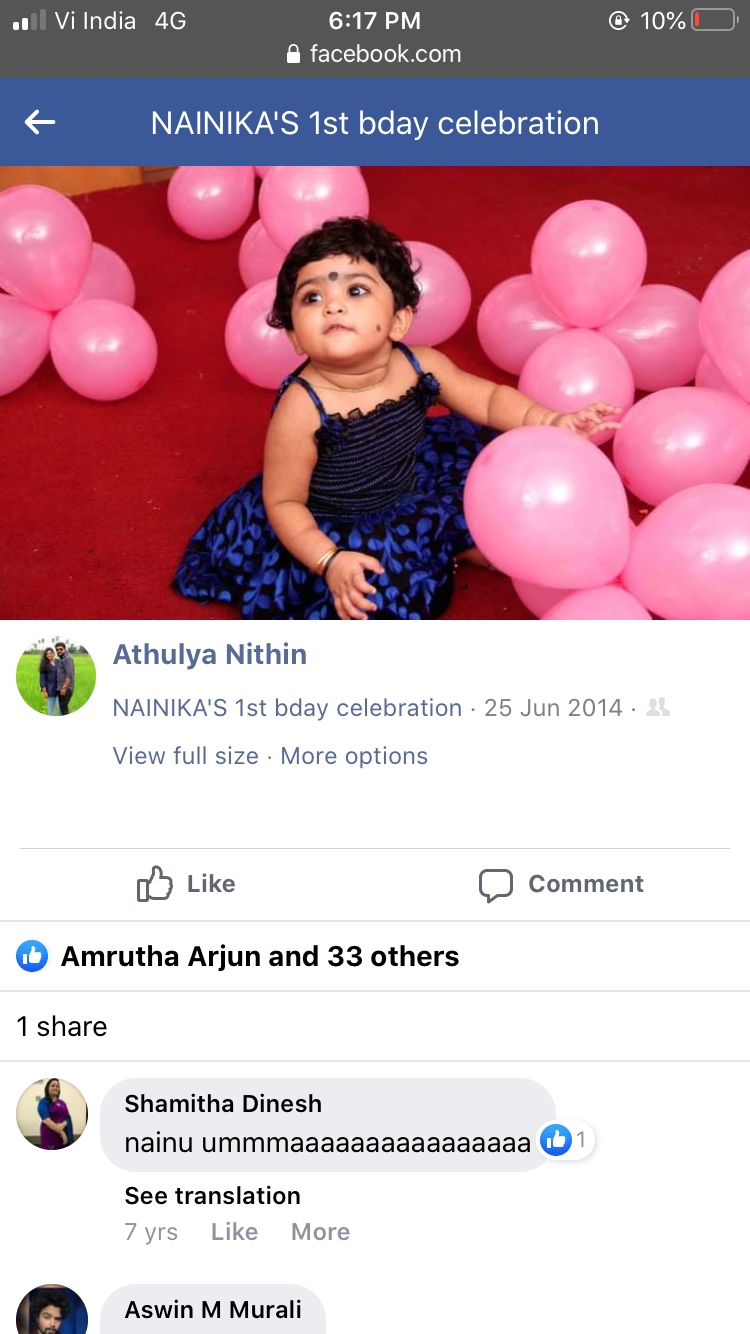 Vi India 4G 6:17 PM 10%
facebook.com
NAINIKA'S 1st bday celebration
Athulya Nithin
NAINIKA'S 1st bday celebration · 25 Jun 2014 ·
View full size · More options
Like Comment
Amrutha Arjun and 33 others
1 share
Shamitha Dinesh
nainu ummmaaaaaaaaaaaaaaaa 1
See translation
7 yrs Like More
Aswin M Murali